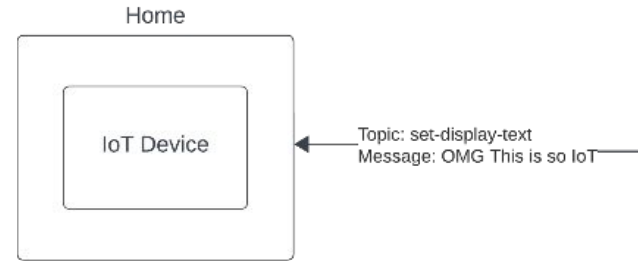 Home
IoT Device
Topic: set-display-text
Message: OMG This is so IoT